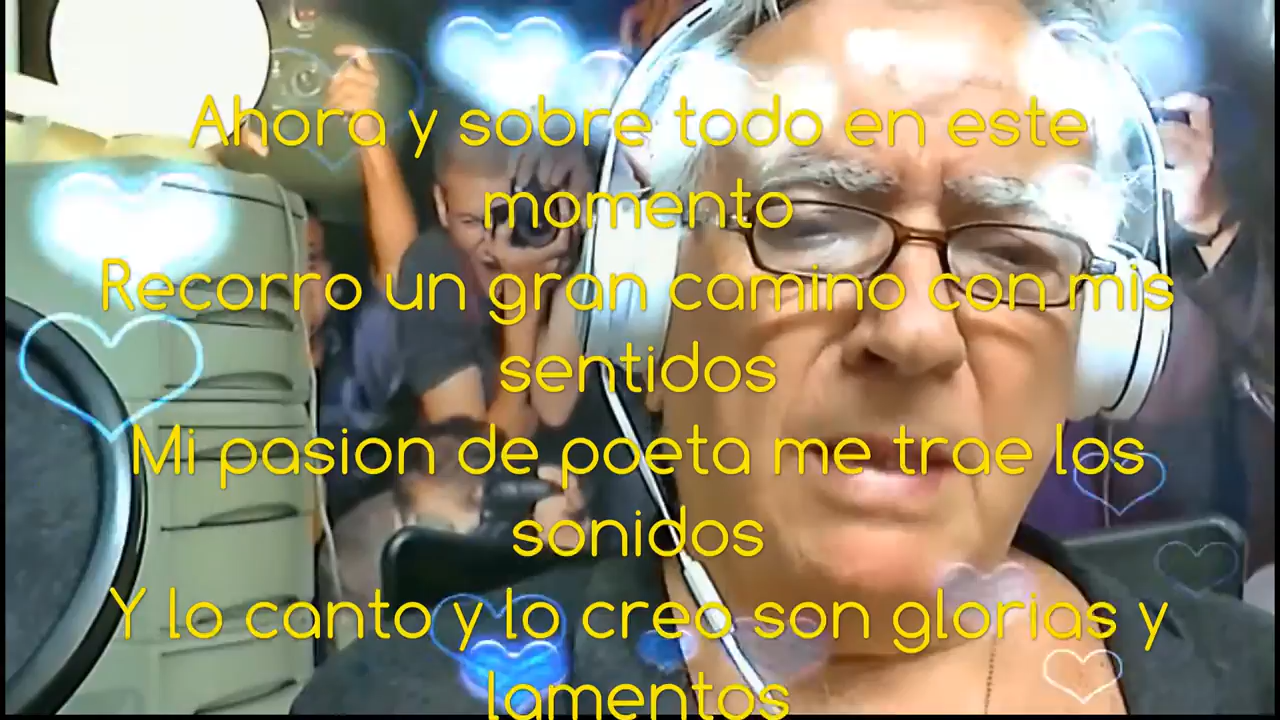 Ahora y sobre todo en este
momento
Recorro un gran camino con mis
sentidos
Mi pasion de poeta me trae los
sonidos
Y lo canto y lo creo son glorias y
lamentos